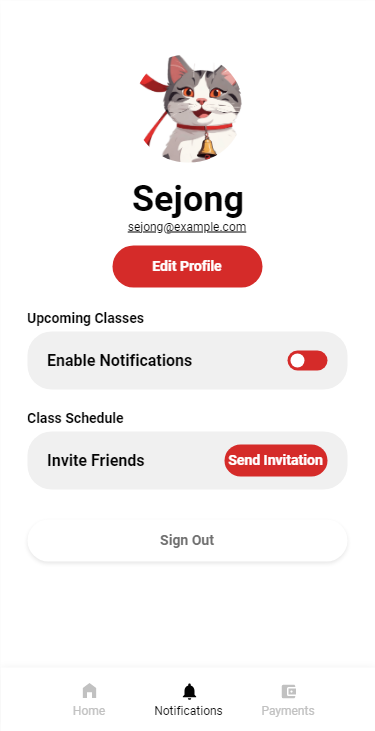 Sejong
sejong@example.com
Edit Profile
Upcoming Classes
Enable Notifications
Class Schedule
Invite Friends
Send Invitation
Sign Out
Home
Notifications
Payments